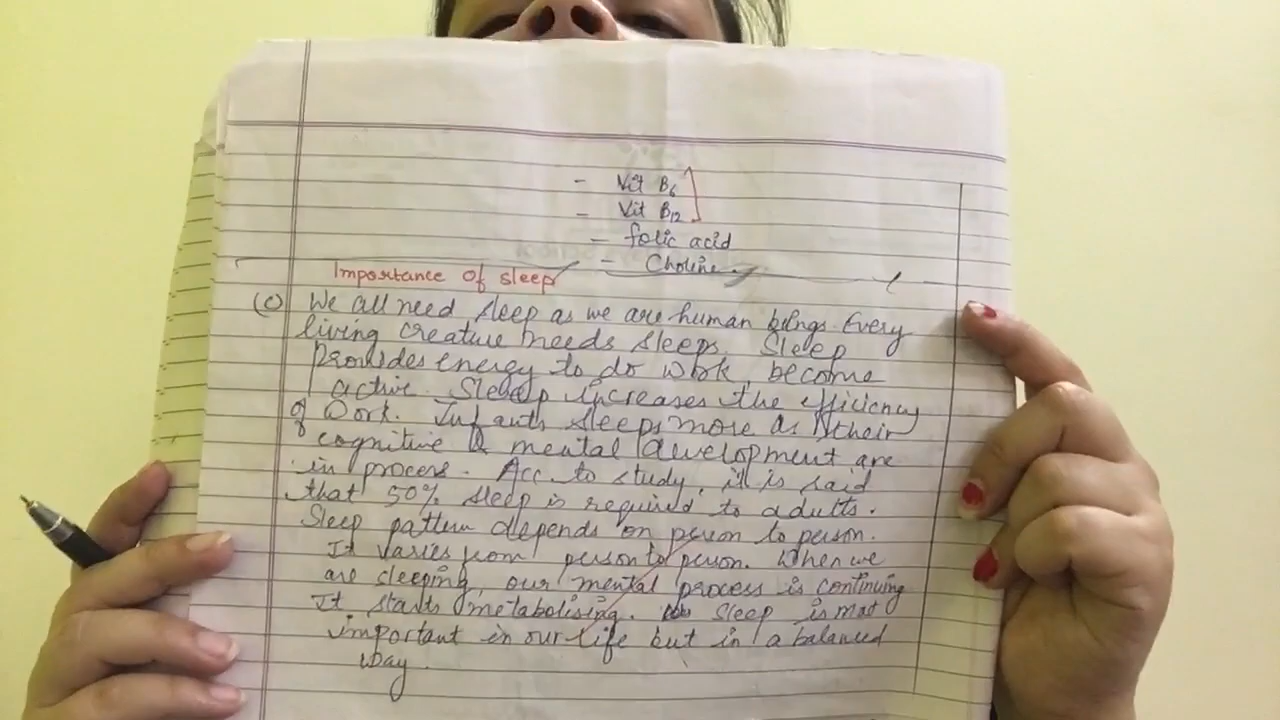 - Vit B6
- Vit B12
- folic acid
- Choline
Importance of sleep
(c) We all need sleep as we are human beings. Every
living creature needs sleeps. Sleep
Provides energy to do work, become
active. Sleep increases the efficiency
of Work. Infants sleeps more as their
cognitive & mental development are
in process. Acc. to study, it is said
that 50% sleep is required to adults.
Sleep pattern depends on person to person.
It varies from person to person. When we
are sleeping, our mental process is continuing
It starts metabolising. Sleep is
important in our life but in a balanced
way.